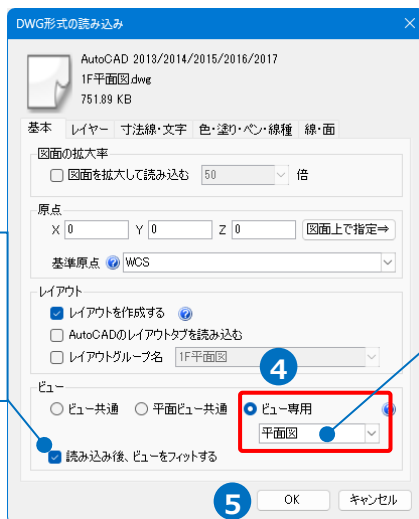 DWG形式の読み込み
AutoCAD 2013/2014/2015/2016/2017
1F平面図.dwg
751.89 KB
基本 レイヤー 寸法線・文字 色・塗り・ペン・線種 線・面
図面の拡大率
図面を拡大して読み込む 50 倍
原点
X 0 Y 0 Z 0 図面上で指定⇒
基準原点 ? WCS
レイアウト
レイアウトを作成する ?
AutoCADのレイアウトタブを読み込む
レイアウトグループ名 1F平面図
4
ビュー
ビュー共通 平面ビュー共通 ビュー専用 ?
平面図
読み込み後、ビューをフィットする
5 OK キャンセル